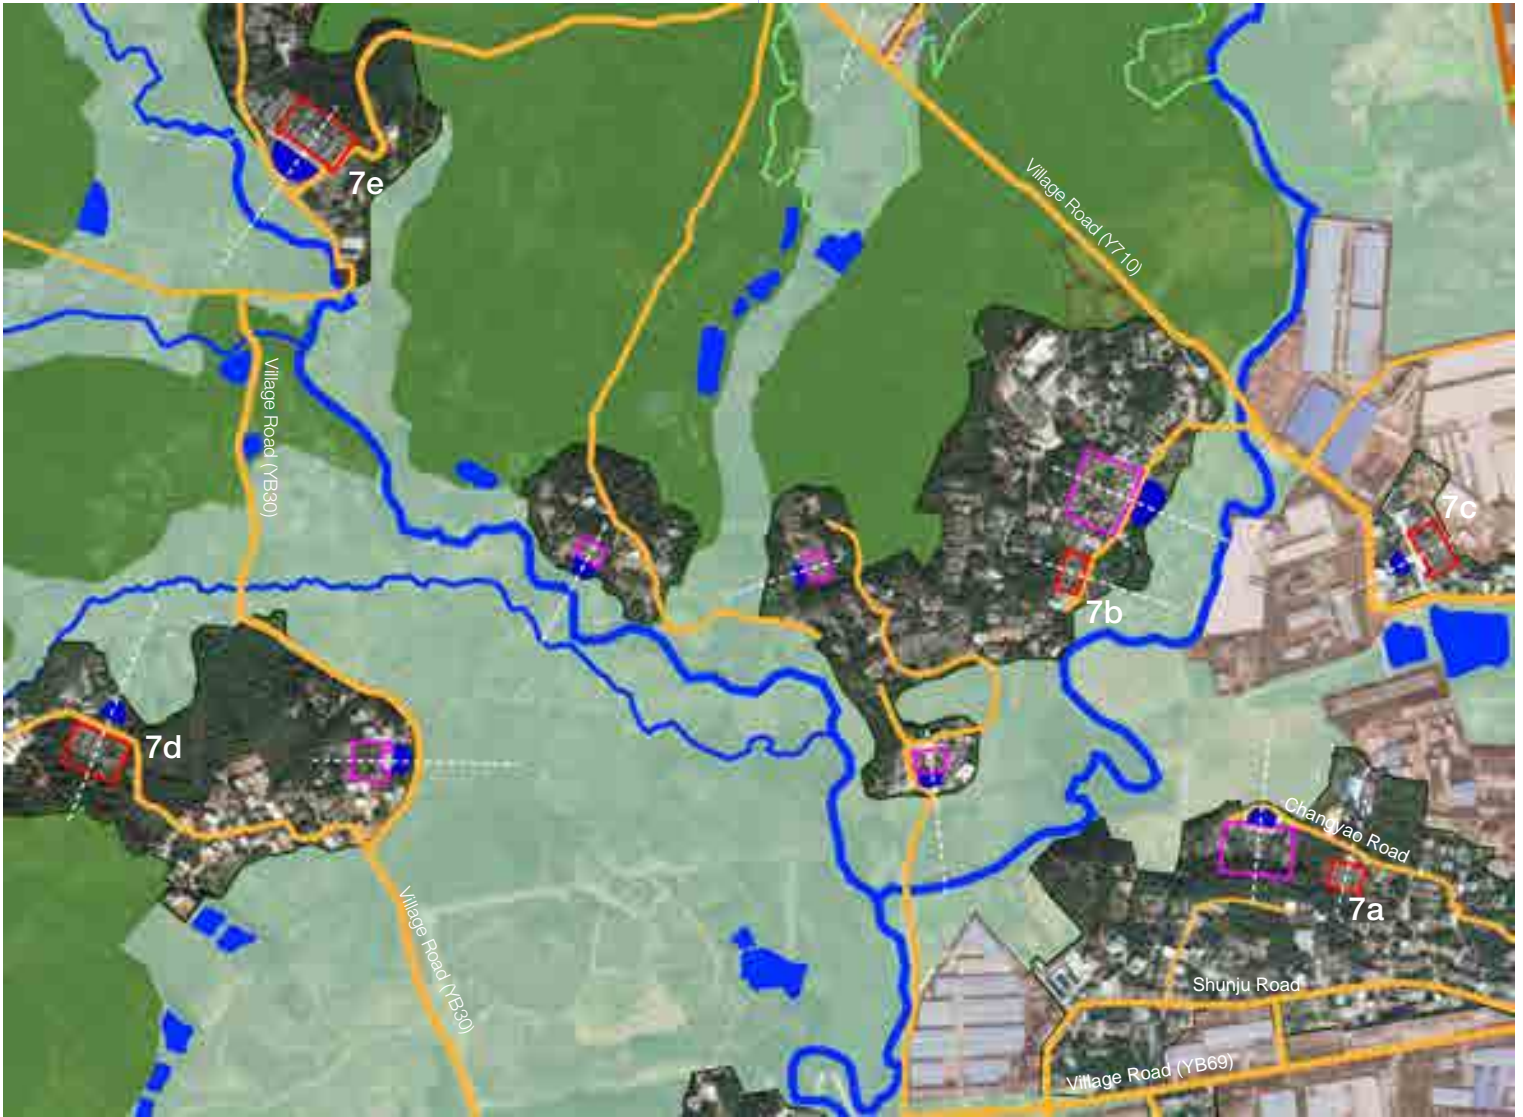 7e
Village Road (Y710)
Village Road (YB30)
7c
7b
7d
Changyao Road
7a
Village Road (YB30)
Shunju Road
Village Road (YB69)